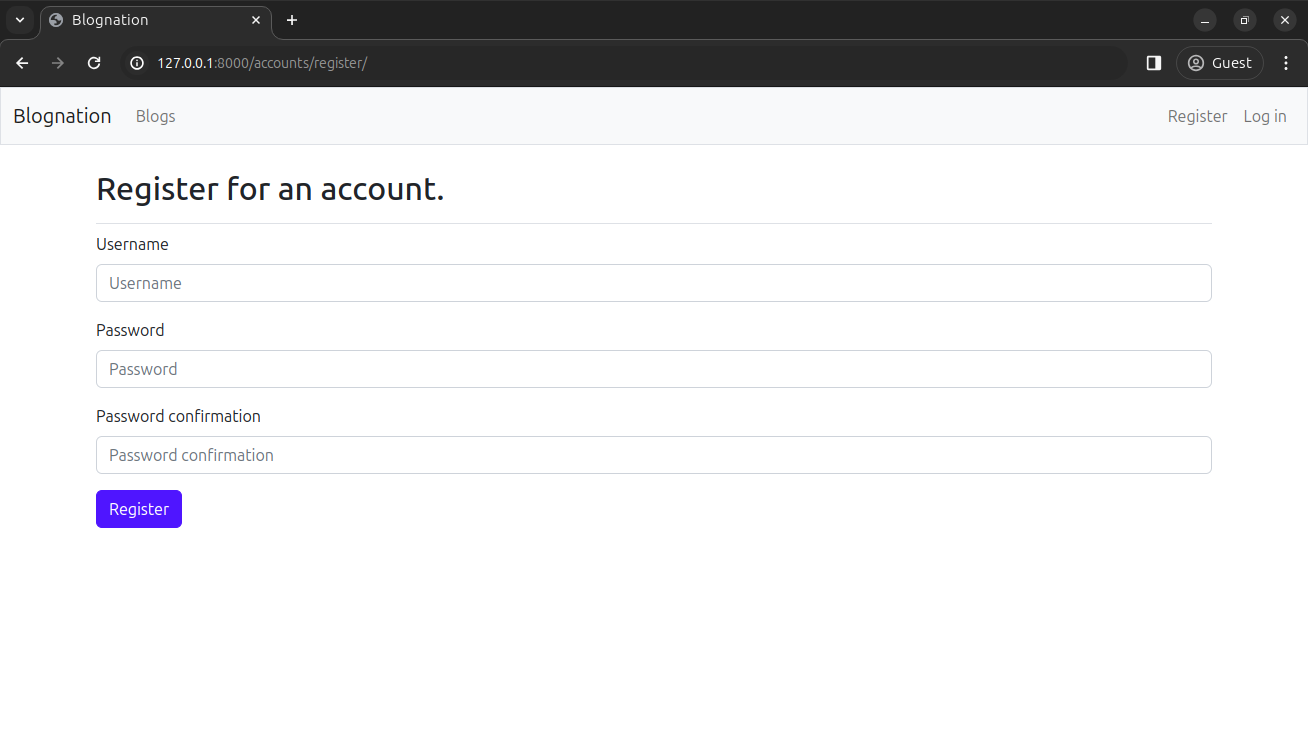 Blognation
127.0.0.1:8000/accounts/register/
Guest
Blognation Blogs Register Log in
Register for an account.
Username
Username
Password
Password
Password confirmation
Password confirmation
Register